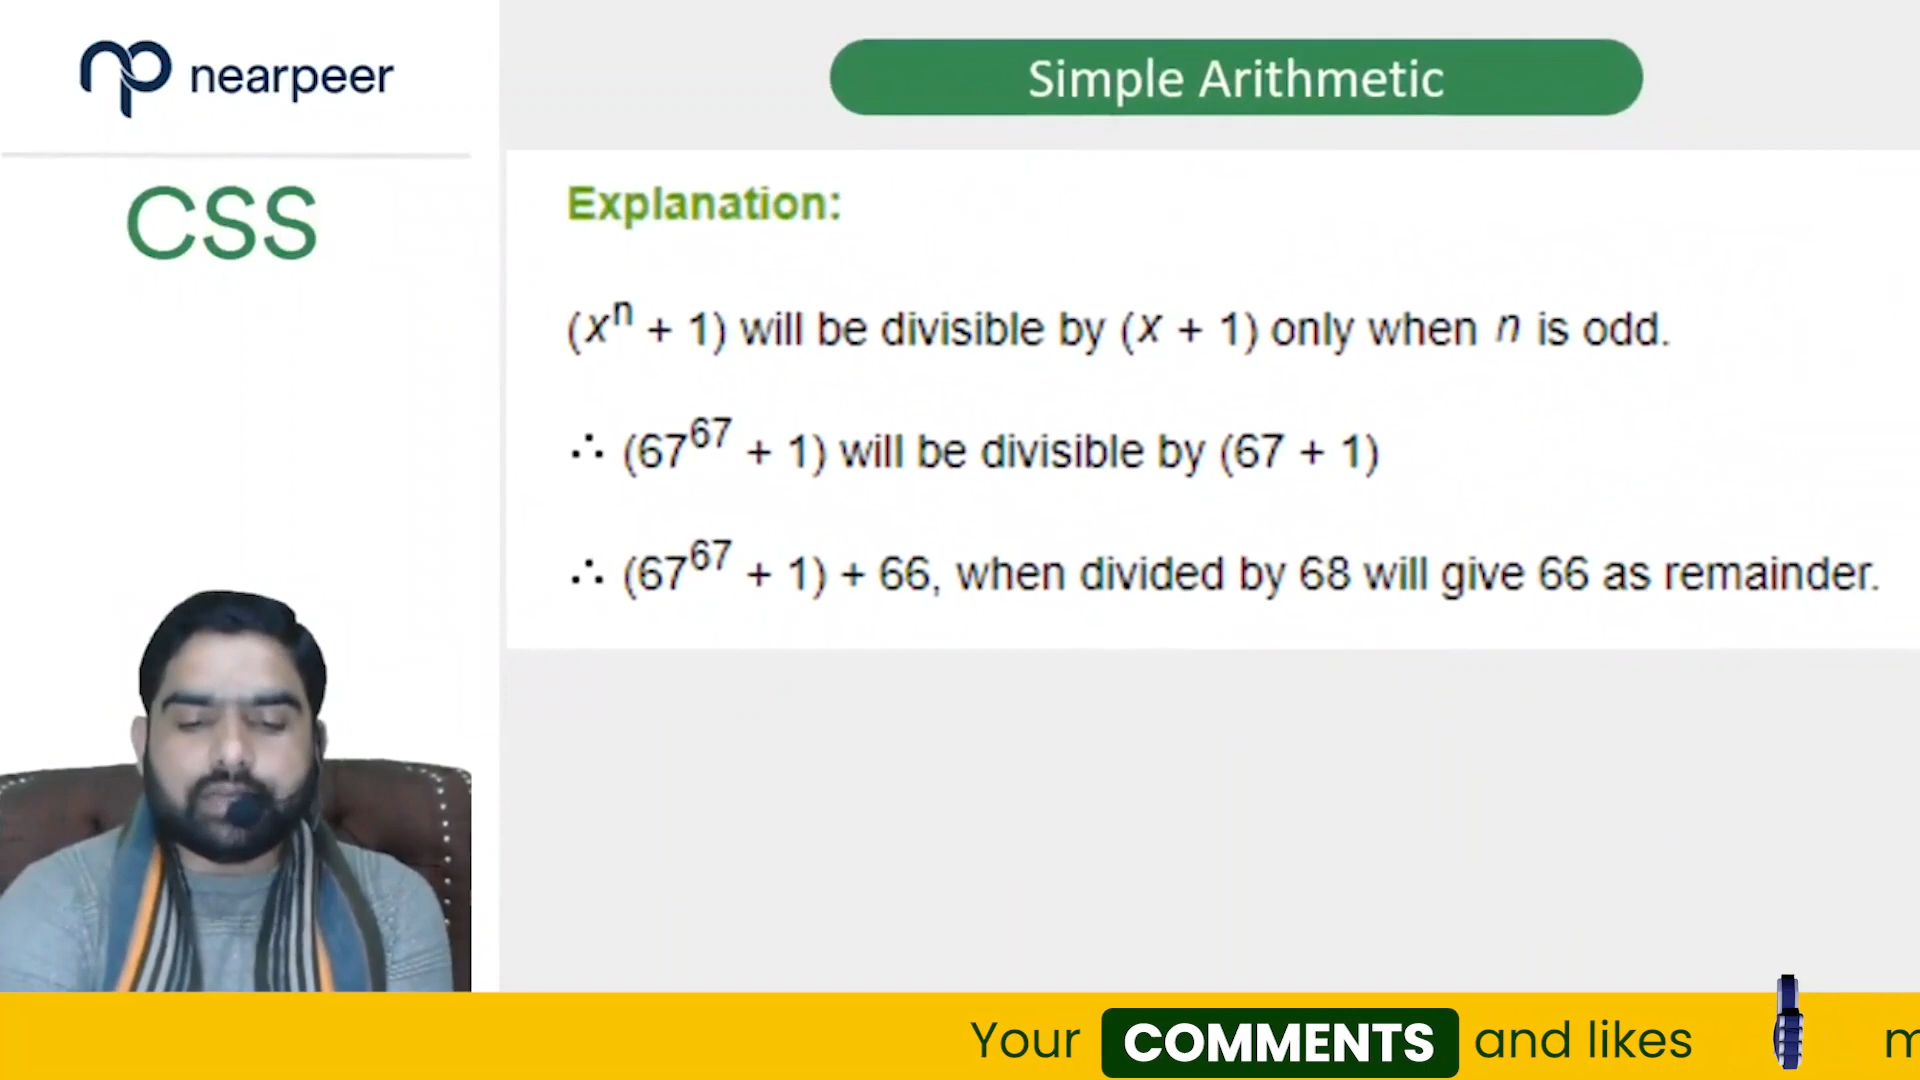 nearpeer
Simple Arithmetic
CSS
Explanation:
(xⁿ + 1) will be divisible by (x + 1) only when n is odd.
∴ (67⁶⁷ + 1) will be divisible by (67 + 1)
∴ (67⁶⁷ + 1) + 66, when divided by 68 will give 66 as remainder.
Your COMMENTS and likes